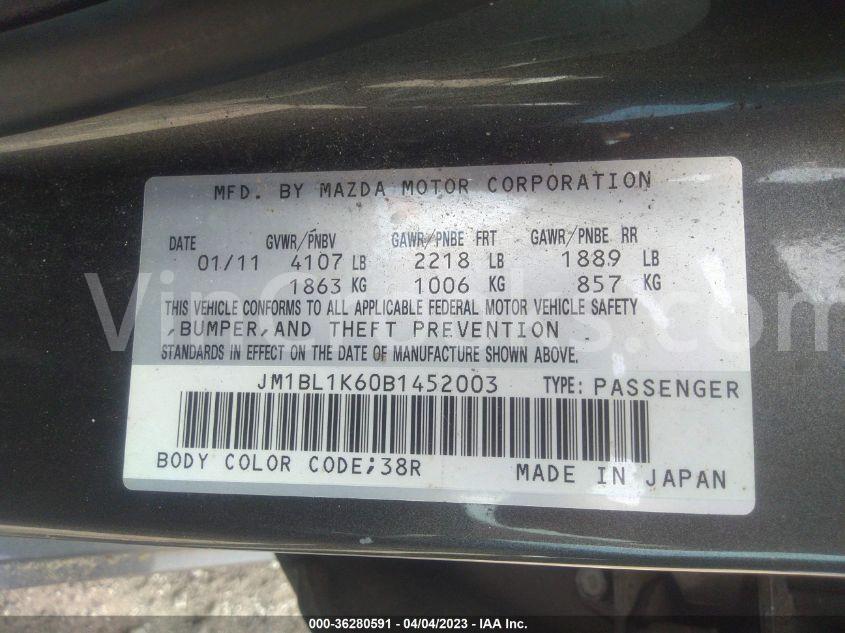 MFD. BY MAZDA MOTOR CORPORATION
DATE GVWR/PNBV GAWR/PNBE FRT GAWR/PNBE RR
01/11 4107 LB 2218 LB 1889 LB
1863 KG 1006 KG 857 KG
THIS VEHICLE CONFORMS TO ALL APPLICABLE FEDERAL MOTOR VEHICLE SAFETY
,BUMPER,AND THEFT PREVENTION
STANDARDS IN EFFECT ON THE DATE OF MANUFACTURE SHOWN ABOVE.
JM1BL1K60B1452003 TYPE: PASSENGER
BODY COLOR CODE;38R MADE IN JAPAN
000-36280591 - 04/04/2023 - IAA Inc.